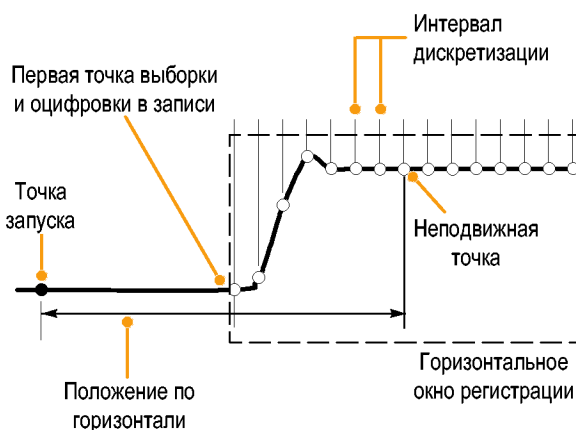 Интервал
дискретизации
Первая точка выборки
и оцифровки в записи
Точка
запуска
Неподвижная
точка
Горизонтальное
окно регистрации
Положение по
горизонтали